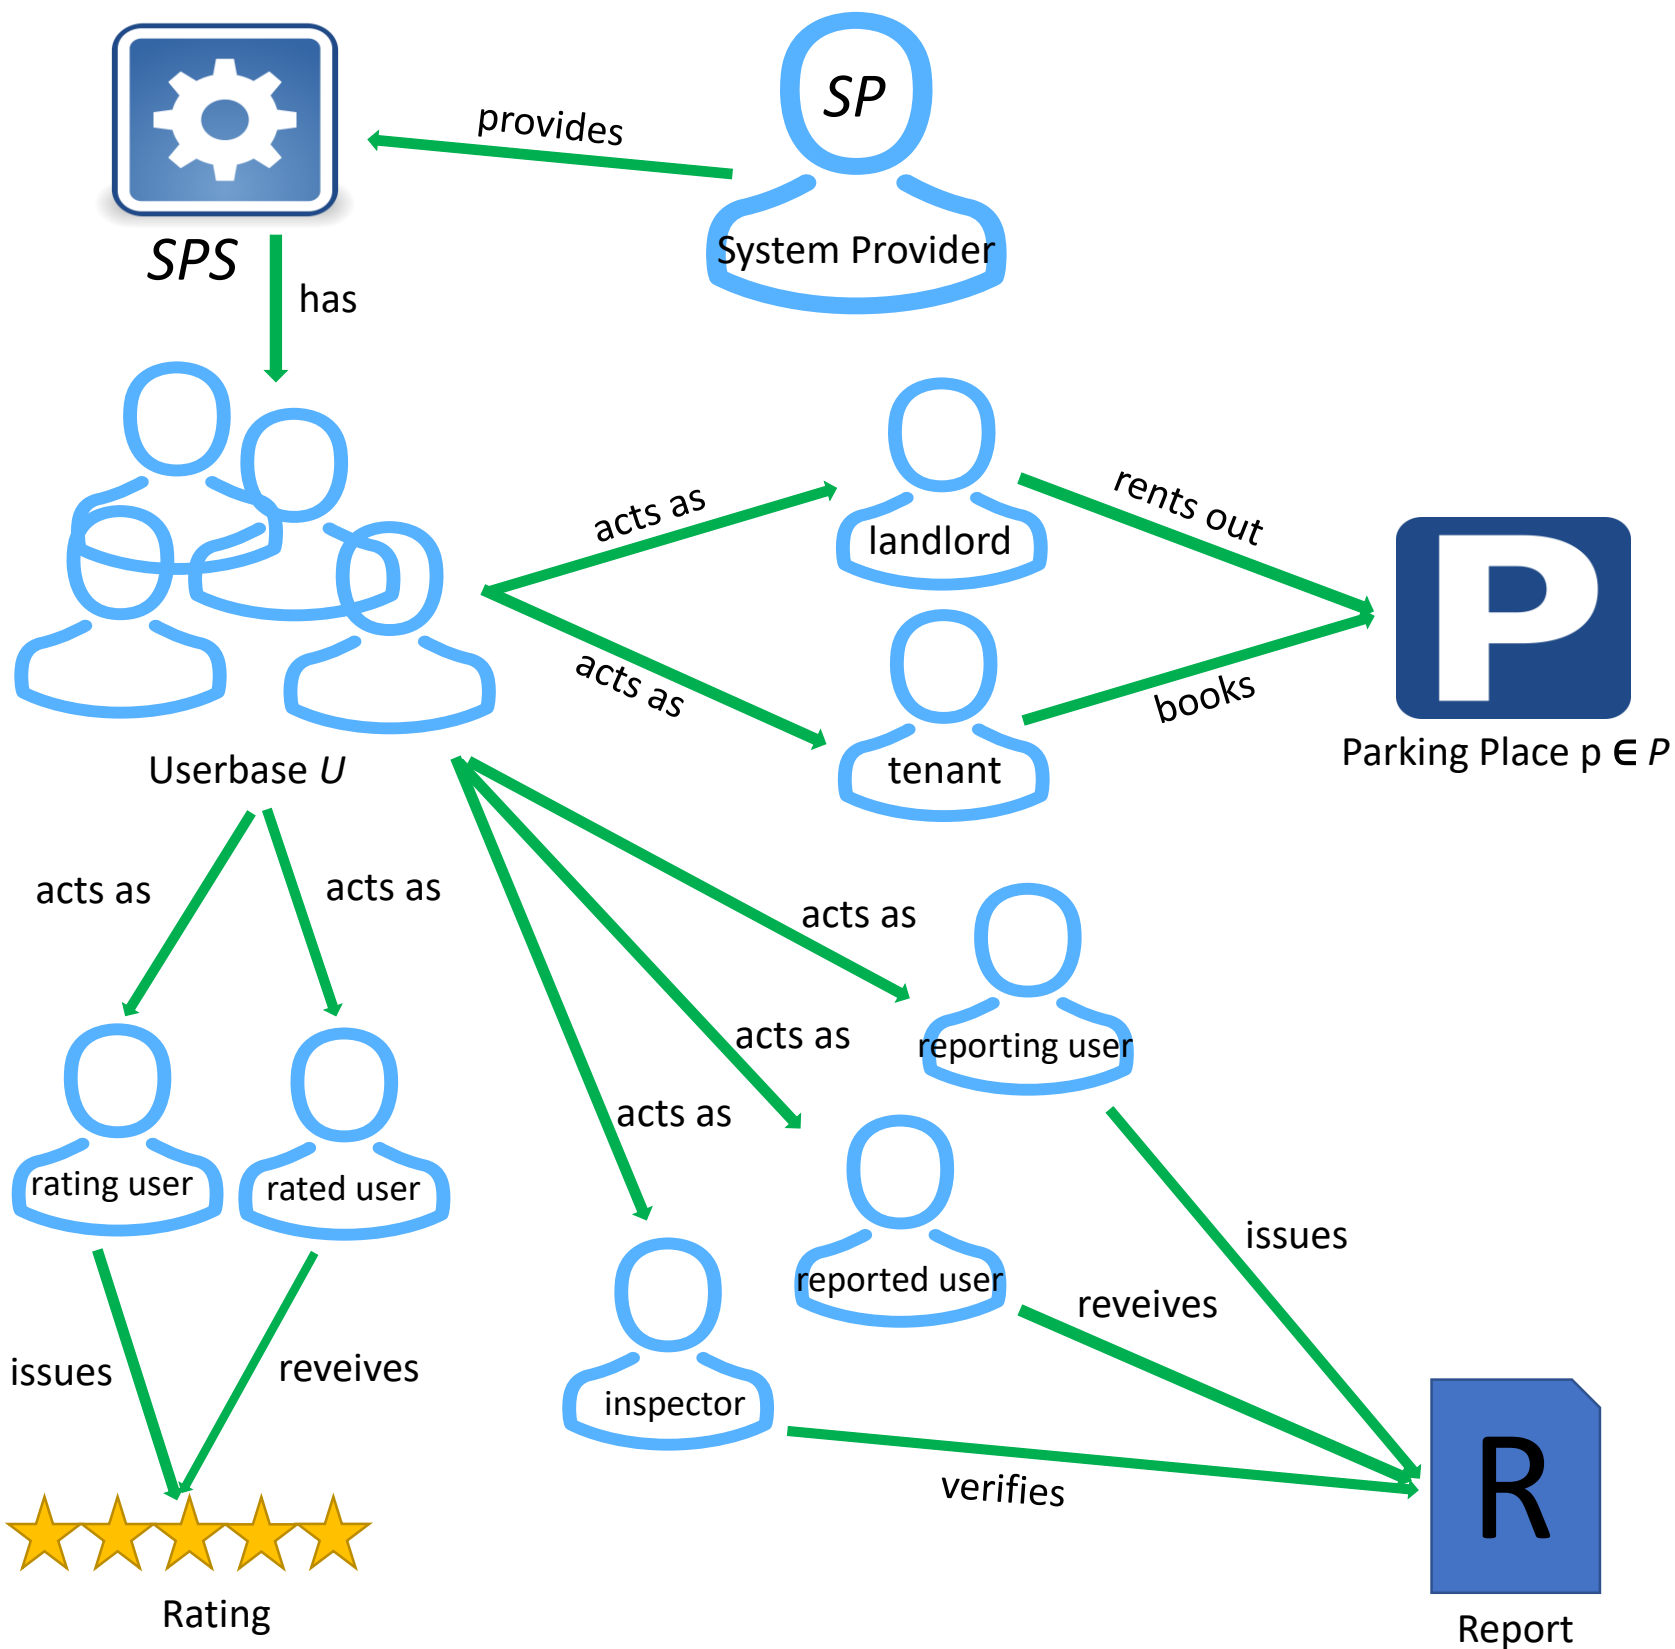 SP
provides
System Provider
SPS
has
acts as
landlord
rents out
P
acts as
tenant
books
Parking Place p ∈ P
Userbase U
acts as
acts as
acts as
reporting user
acts as
reported user
acts as
inspector
rating user
rated user
issues
reveives
issues
reveives
verifies
R
Rating
Report